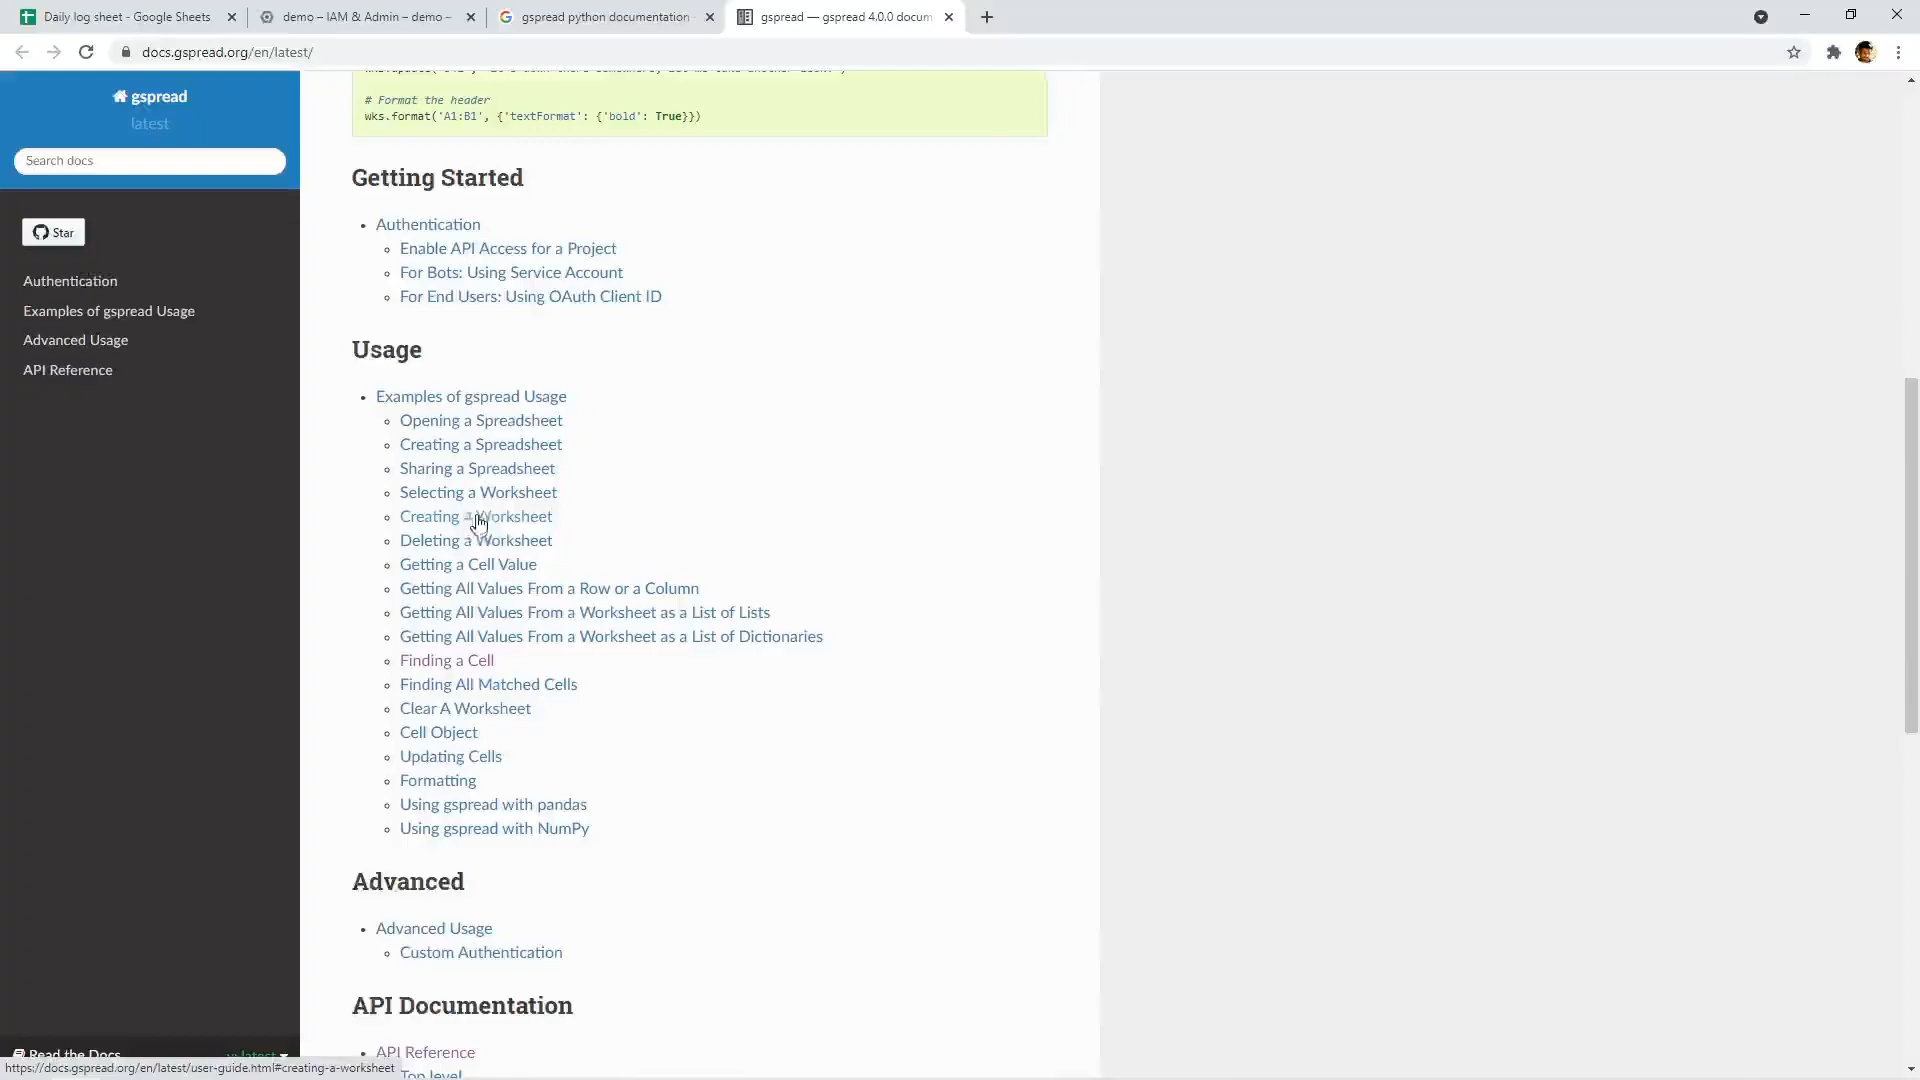 Daily log sheet - Google Sheets
demo – IAM & Admin – demo –
gspread python documentation
gspread — gspread 4.0.0 docum
docs.gspread.org/en/latest/
gspread
latest
Search docs
Star
Authentication
Examples of gspread Usage
Advanced Usage
API Reference
# Format the header
wks.format('A1:B1', {'textFormat': {'bold': True}})
Getting Started
Authentication
Enable API Access for a Project
For Bots: Using Service Account
For End Users: Using OAuth Client ID
Usage
Examples of gspread Usage
Opening a Spreadsheet
Creating a Spreadsheet
Sharing a Spreadsheet
Selecting a Worksheet
Creating a Worksheet
Deleting a Worksheet
Getting a Cell Value
Getting All Values From a Row or a Column
Getting All Values From a Worksheet as a List of Lists
Getting All Values From a Worksheet as a List of Dictionaries
Finding a Cell
Finding All Matched Cells
Clear A Worksheet
Cell Object
Updating Cells
Formatting
Using gspread with pandas
Using gspread with NumPy
Advanced
Advanced Usage
Custom Authentication
API Documentation
API Reference
Top level
Read the Docs
v: latest
https://docs.gspread.org/en/latest/user-guide.html#creating-a-worksheet